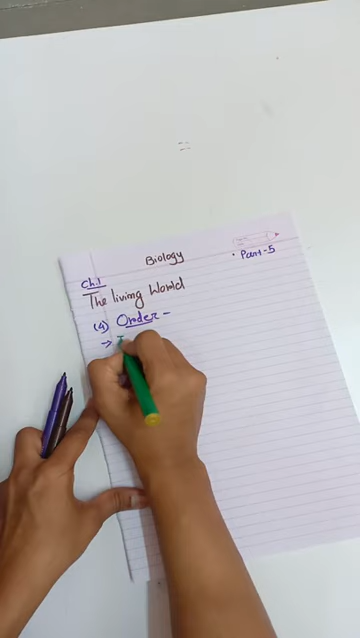 Biology
• Part-5
Ch.1
The living World
(4) Order -
→